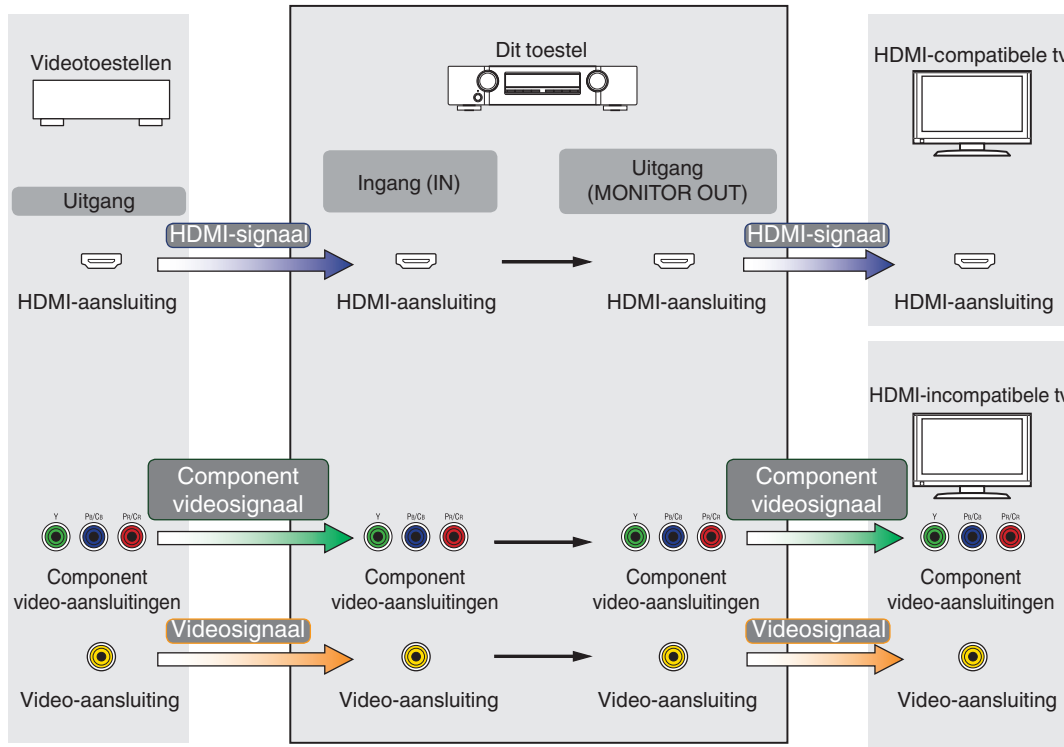 Videotoestellen
Dit toestel
HDMI-compatibele tv
Uitgang
Ingang (IN)
Uitgang
(MONITOR OUT)
HDMI-signaal
HDMI-signaal
HDMI-aansluiting
HDMI-aansluiting
HDMI-aansluiting
HDMI-aansluiting
HDMI-incompatibele tv
Component
videosignaal
Component
videosignaal
Y PB/CB PR/CR
Y PB/CB PR/CR
Y PB/CB PR/CR
Y PB/CB PR/CR
Component
video-aansluitingen
Component
video-aansluitingen
Component
video-aansluitingen
Component
video-aansluitingen
Videosignaal
Videosignaal
Video-aansluiting
Video-aansluiting
Video-aansluiting
Video-aansluiting